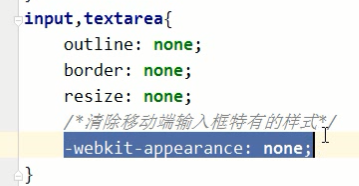 input,textarea{
outline: none;
border: none;
resize: none;
/*清除移动端输入框特有的样式*/
-webkit-appearance: none;
}